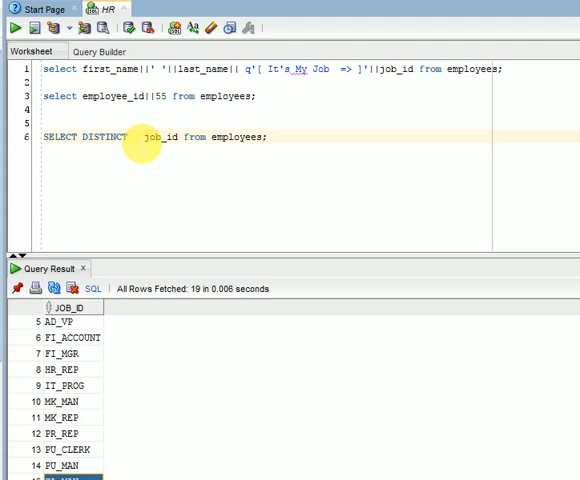 Start Page HR
Worksheet Query Builder
1 select first_name||' '||last_name|| q'[ It's My Job => ]'||job_id from employees;
2
3 select employee_id||55 from employees;
4
5
6 SELECT DISTINCT job_id from employees;
Query Result
SQL All Rows Fetched: 19 in 0.006 seconds
JOB_ID
5 AD_VP
6 FI_ACCOUNT
7 FI_MGR
8 HR_REP
9 IT_PROG
10 MK_MAN
11 MK_REP
12 PR_REP
13 PU_CLERK
14 PU_MAN